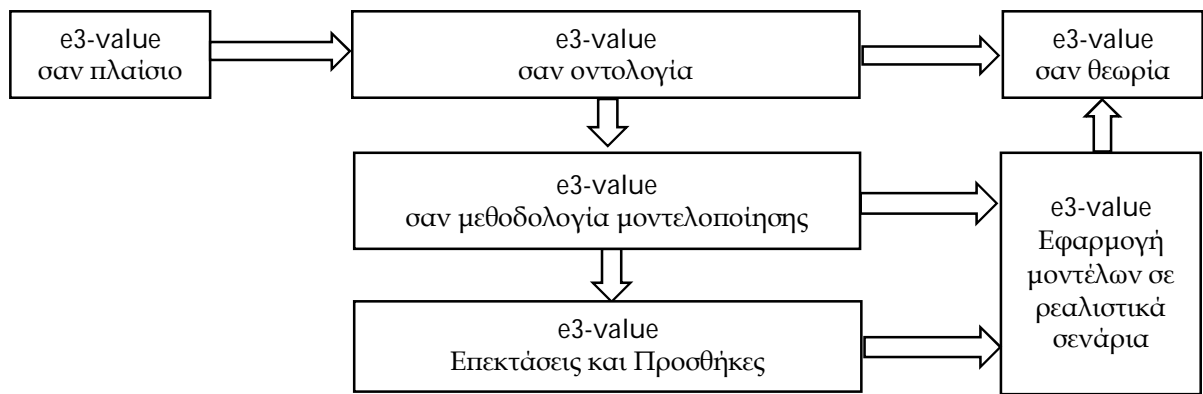 e3-value
σαν πλαίσιο
e3-value
σαν οντολογία
e3-value
σαν θεωρία
e3-value
σαν μεθοδολογία μοντελοποίησης
e3-value
Εφαρμογή
μοντέλων σε
ρεαλιστικά
σενάρια
e3-value
Επεκτάσεις και Προσθήκες